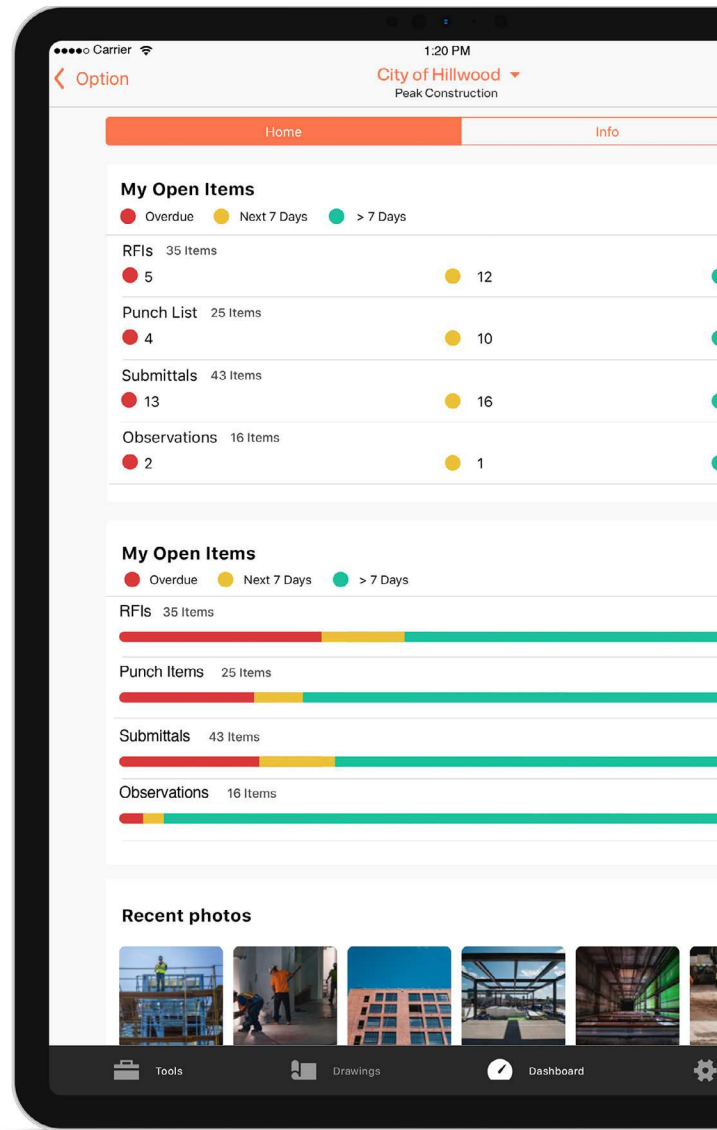 Carrier 1:20 PM
Option City of Hillwood
Peak Construction
Home Info
My Open Items
Overdue Next 7 Days > 7 Days
RFIs 35 Items
5 12
Punch List 25 Items
4 10
Submittals 43 Items
13 16
Observations 16 Items
2 1
My Open Items
Overdue Next 7 Days > 7 Days
RFIs 35 Items
Punch Items 25 Items
Submittals 43 Items
Observations 16 Items
Recent photos
Tools Drawings Dashboard